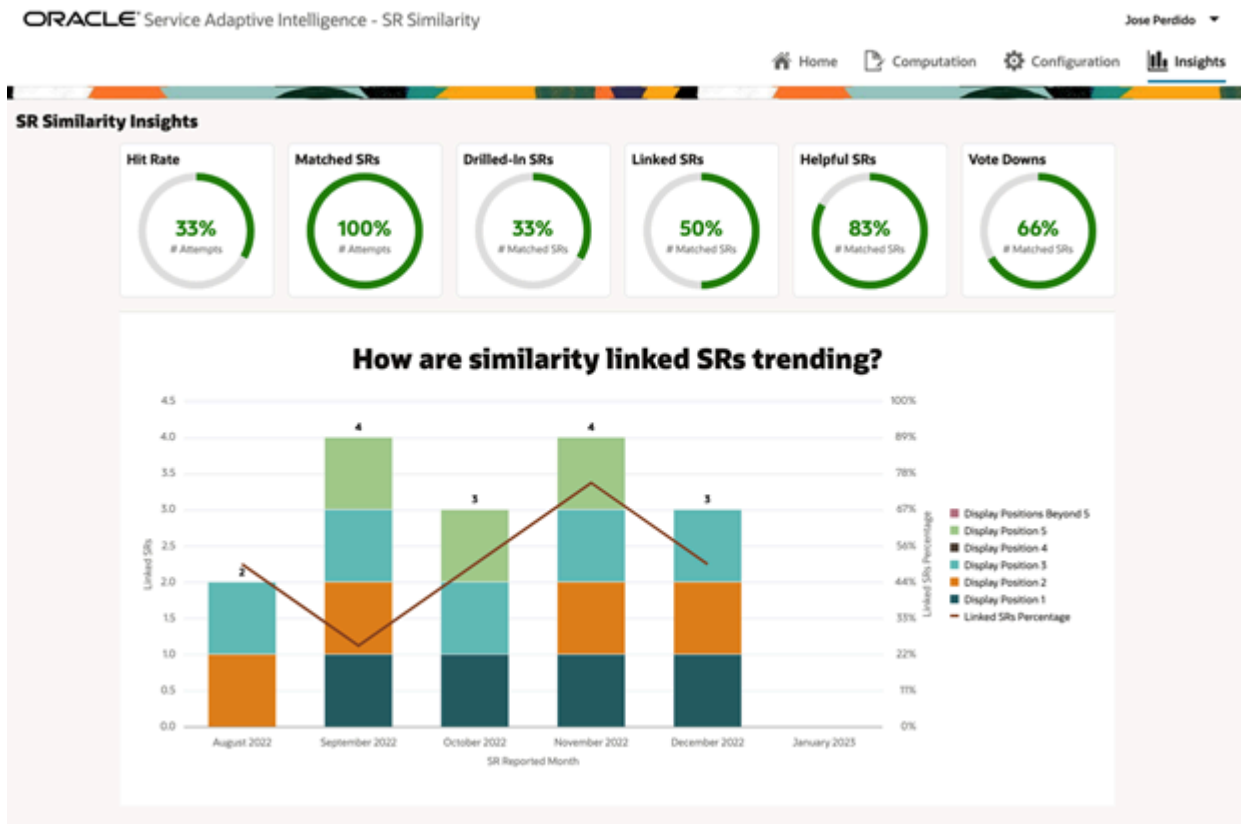 ORACLE® Service Adaptive Intelligence - SR Similarity
Jose Perdido
Home
Computation
Configuration
Insights
SR Similarity Insights
Hit Rate
33%
# Attempts
Matched SRs
100%
# Attempts
Drilled-In SRs
33%
# Matched SRs
Linked SRs
50%
# Matched SRs
Helpful SRs
83%
# Matched SRs
Vote Downs
66%
# Matched SRs
How are similarity linked SRs trending?
4.5
4.0
3.5
3.0
2.5
2.0
1.5
1.0
0.5
0.0
Linked SRs
2
4
3
4
3
100%
89%
78%
67%
56%
44%
33%
22%
11%
0%
Linked SRs Percentage
August 2022
September 2022
October 2022
November 2022
December 2022
January 2023
SR Reported Month
Display Positions Beyond 5
Display Position 5
Display Position 4
Display Position 3
Display Position 2
Display Position 1
Linked SRs Percentage